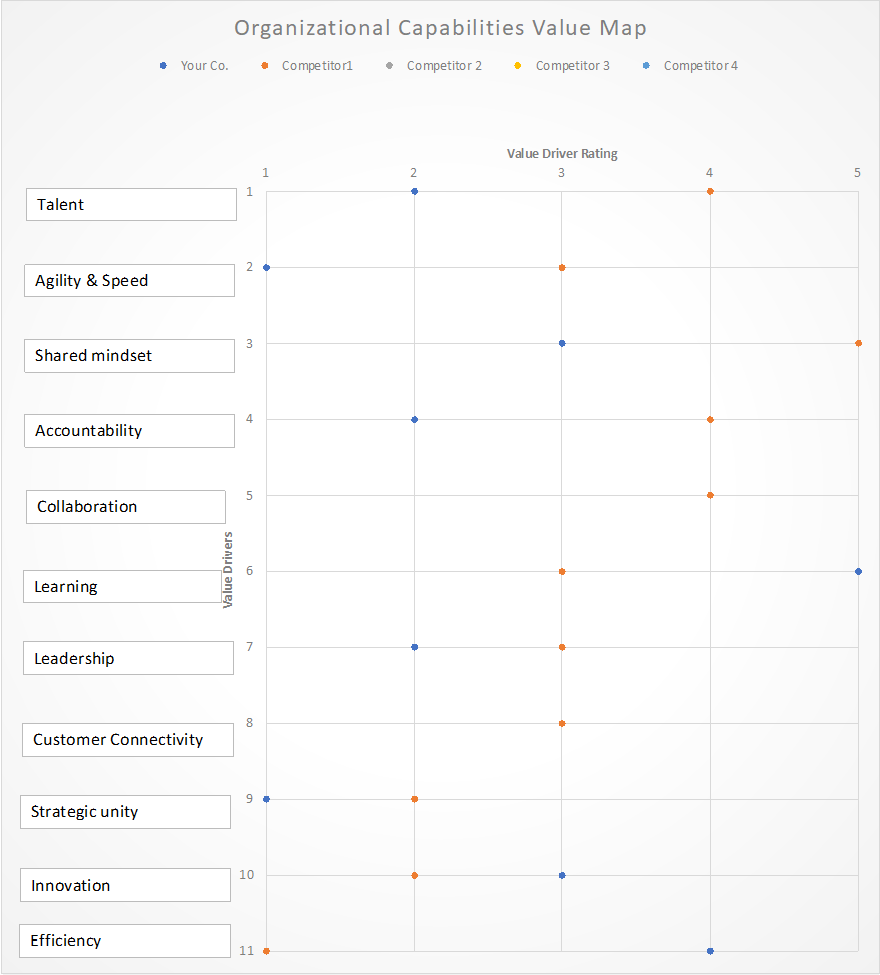 Organizational Capabilities Value Map
Your Co. Competitor1 Competitor 2 Competitor 3 Competitor 4
Value Driver Rating
1 2 3 4 5
Talent 1
Agility & Speed 2
Shared mindset 3
Accountability 4
Collaboration 5
Value Drivers
Learning 6
Leadership 7
Customer Connectivity 8
Strategic unity 9
Innovation 10
Efficiency 11